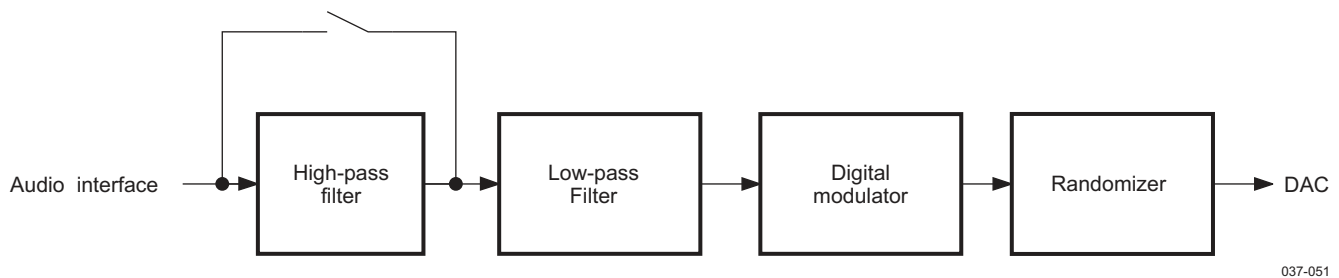 Audio interface
High-pass
filter
Low-pass
Filter
Digital
modulator
Randomizer
DAC
037-051